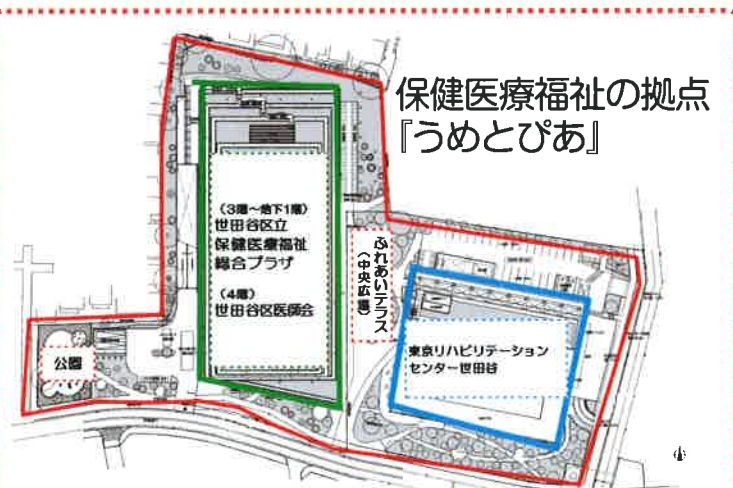 保健医療福祉の拠点
『うめとぴあ』
(3階~地下1階)
世田谷区立
保健医療福祉
総合プラザ
(4階)
世田谷区医師会
ふれあいテラス
(中央広場)
東京リハビリテーション
センター世田谷
公園